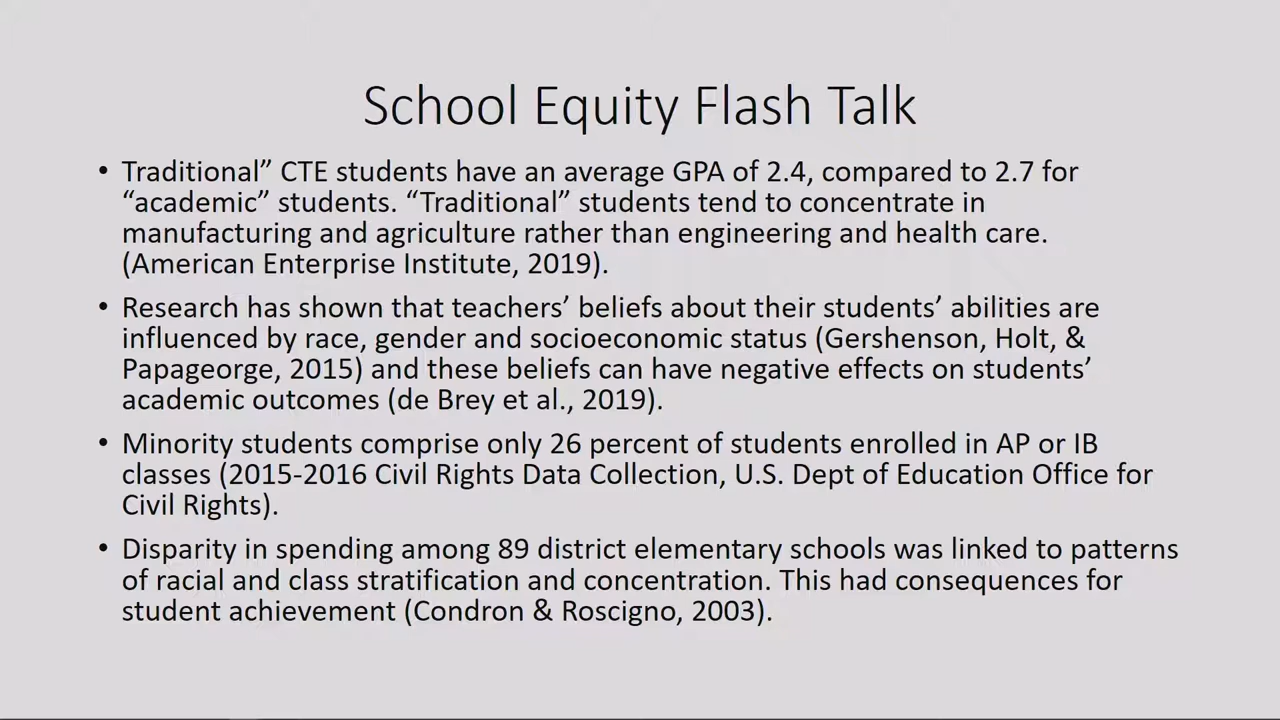 School Equity Flash Talk
• Traditional” CTE students have an average GPA of 2.4, compared to 2.7 for
“academic” students. “Traditional” students tend to concentrate in
manufacturing and agriculture rather than engineering and health care.
(American Enterprise Institute, 2019).
• Research has shown that teachers’ beliefs about their students’ abilities are
influenced by race, gender and socioeconomic status (Gershenson, Holt, &
Papageorge, 2015) and these beliefs can have negative effects on students’
academic outcomes (de Brey et al., 2019).
• Minority students comprise only 26 percent of students enrolled in AP or IB
classes (2015-2016 Civil Rights Data Collection, U.S. Dept of Education Office for
Civil Rights).
• Disparity in spending among 89 district elementary schools was linked to patterns
of racial and class stratification and concentration. This had consequences for
student achievement (Condron & Roscigno, 2003).